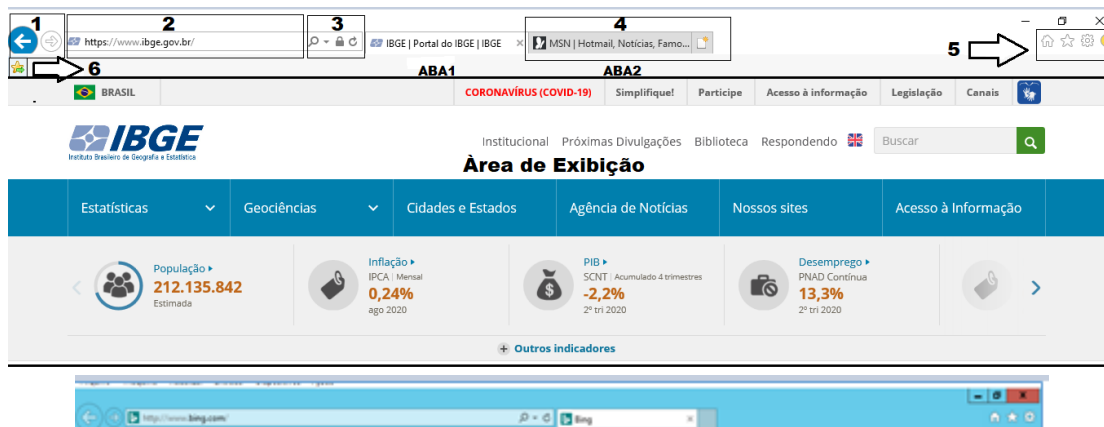 1 2 3 4
https://www.ibge.gov.br/ IBGE | Portal do IBGE | IBGE × MSN | Hotmail, Notícias, Famo... 5
6 ABA1 ABA2
BRASIL CORONAVÍRUS (COVID-19) Simplifique! Participe Acesso à informação Legislação Canais
IBGE Institucional Próximas Divulgações Biblioteca Respondendo Buscar
Instituto Brasileiro de Geografia e Estatística
Àrea de Exibição
Estatísticas Geociências Cidades e Estados Agência de Notícias Nossos sites Acesso à Informação
População Inflação PIB Desemprego
IPCA | Mensal SCNT | Acumulado 4 trimestres PNAD Contínua
212.135.842 0,24% -2,2% 13,3%
Estimada ago 2020 2º tri 2020 2º tri 2020
+ Outros indicadores
http://www.bing.com/ Bing ×